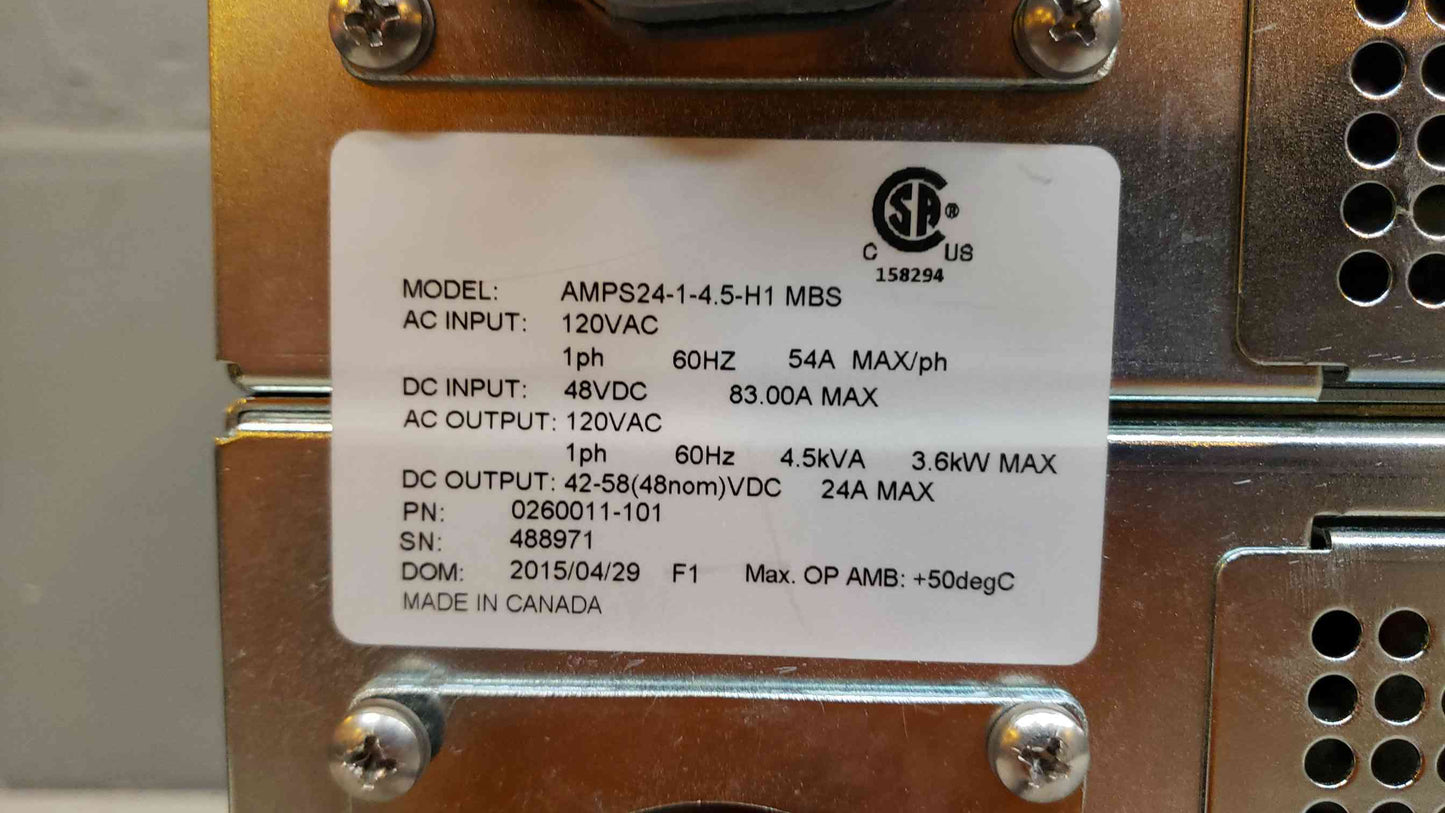 CSA®
C US
158294
MODEL: AMPS24-1-4.5-H1 MBS
AC INPUT: 120VAC
1ph 60HZ 54A MAX/ph
DC INPUT: 48VDC 83.00A MAX
AC OUTPUT: 120VAC
1ph 60Hz 4.5kVA 3.6kW MAX
DC OUTPUT: 42-58(48nom)VDC 24A MAX
PN: 0260011-101
SN: 488971
DOM: 2015/04/29 F1 Max. OP AMB: +50degC
MADE IN CANADA